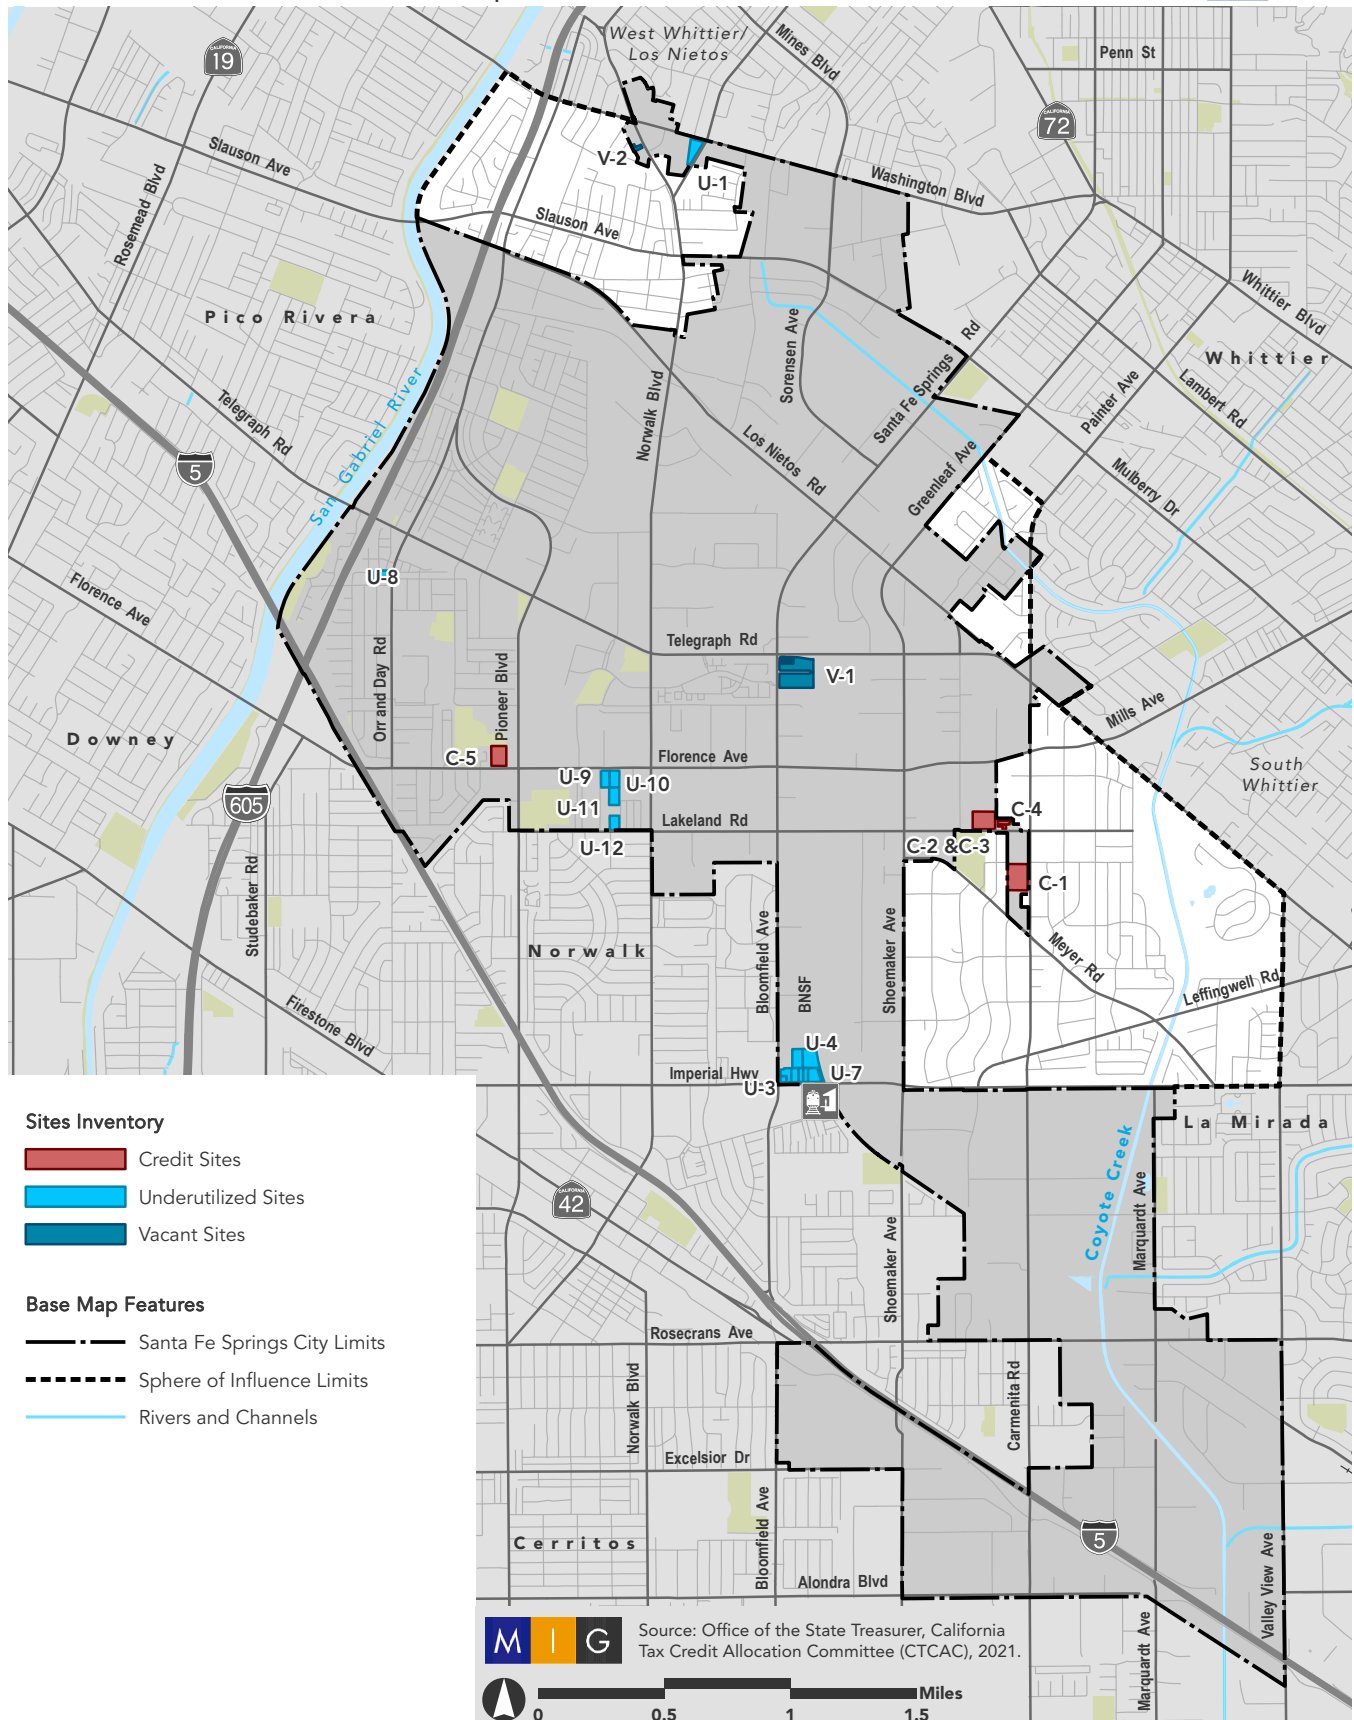 West Whittier/
Los Nietos
Mines Blvd
Penn St
CALIFORNIA
19
CALIFORNIA
72
Slauson Ave
Rosemead Blvd
V-2
U-1
Washington Blvd
Slauson Ave
Whittier Blvd
Pico Rivera
Whittier
Sorensen Ave
Santa Fe Springs Rd
Norwalk Blvd
Painter Ave
Lambert Rd
Telegraph Rd
San Gabriel River
Los Nietos Rd
Greenleaf Ave
Mulberry Dr
5
Florence Ave
U-8
Telegraph Rd
V-1
Orr and Day Rd
Pioneer Blvd
Mills Ave
Downey
C-5
Florence Ave
South
Whittier
U-9
U-10
605
U-11
Lakeland Rd
C-4
U-12
C-2 &C-3
C-1
Studebaker Rd
Norwalk
Bloomfield Ave
BNSF
Shoemaker Ave
Meyer Rd
Leffingwell Rd
Firestone Blvd
U-4
Imperial Hwy
U-3
U-7
La Mirada
Sites Inventory
Credit Sites
Underutilized Sites
Vacant Sites
CALIFORNIA
42
Coyote Creek
Marquardt Ave
Shoemaker Ave
Base Map Features
Santa Fe Springs City Limits
Sphere of Influence Limits
Rivers and Channels
Rosecrans Ave
Norwalk Blvd
Carmenita Rd
Excelsior Dr
Bloomfield Ave
Cerritos
5
Valley View Ave
Alondra Blvd
Marquardt Ave
M I G
Source: Office of the State Treasurer, California
Tax Credit Allocation Committee (CTCAC), 2021.
Miles
0 0.5 1 1.5